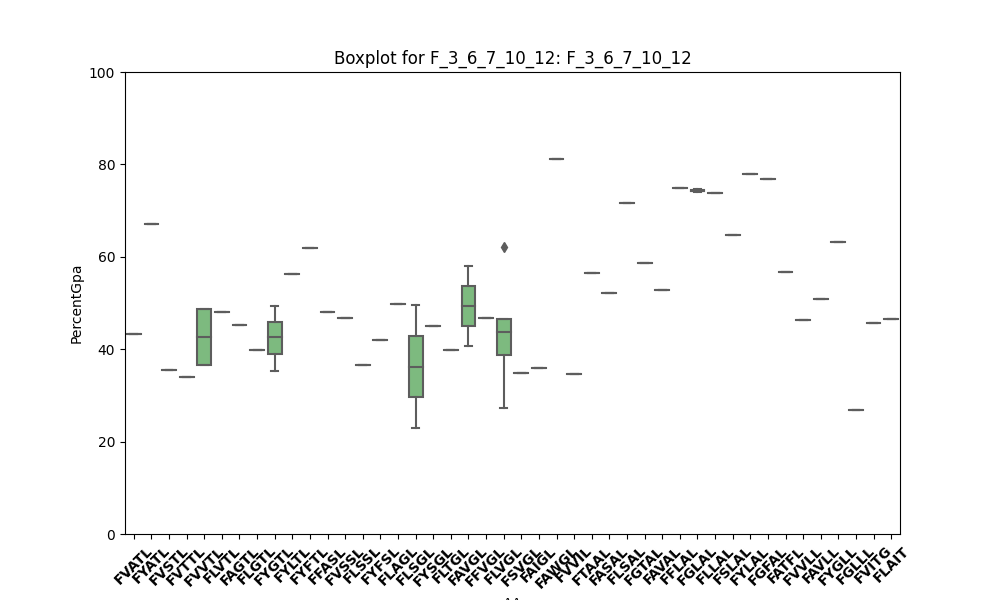 Boxplot for F_3_6_7_10_12: F_3_6_7_10_12
PercentGpa
100
80
60
40
20
0
FVATL
FYATL
FVSTL
FVTTL
FVVTL
FLVTL
FAGTL
FLGTL
FYGTL
FYLTL
FYFTL
FFASL
FVSSL
FLSSL
FYFSL
FLAGL
FLSGL
FYSGL
FLTGL
FAVGL
FFVGL
FLVGL
FSVGL
FAIGL
FAWGL
FVVIL
FTAAL
FASAL
FLSAL
FGTAL
FAVAL
FFLAL
FGLAL
FLLAL
FSLAL
FYLAL
FGFAL
FATFL
FVVLL
FAVLL
FYGLL
FGLLL
FVITG
FLAIT